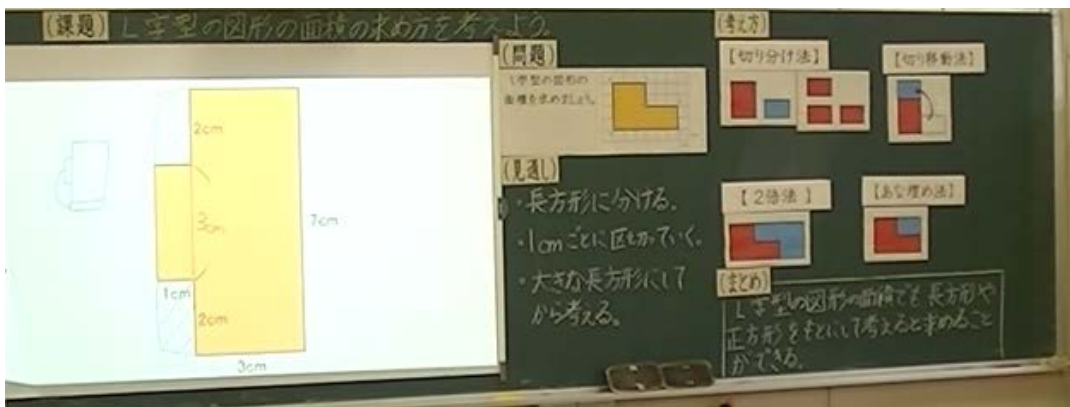 (課題) L字型の図形の面積の求め方を考えよう。
2cm
3cm
7cm
1cm
2cm
3cm
(問題)
L字型の図形の
面積を求めましょう。
(見通し)
・長方形に分ける。
・1cmごとに区切っていく。
・大きな長方形にして
から考える。
(考え方)
【切り分け法】
【切り移動法】
【2倍法】
【あな埋め法】
(まとめ)
L字型の図形の面積でも長方形や
正方形をもとにして考えると求めること
ができる。